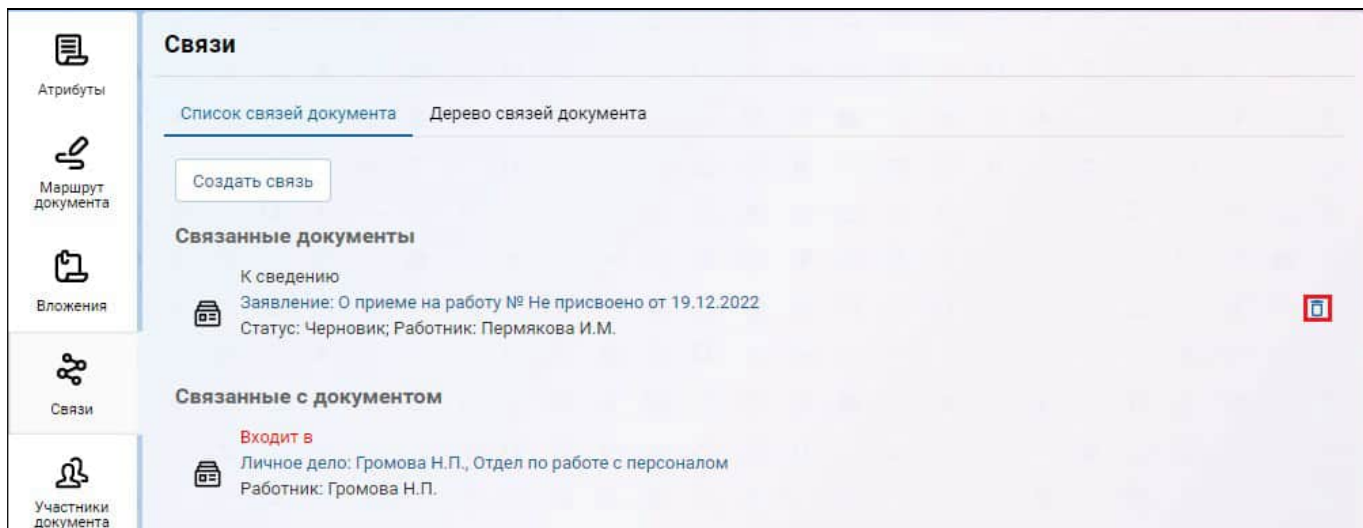 Связи
Атрибуты
Список связей документа Дерево связей документа
Маршрут
документа
Создать связь
Связанные документы
Вложения
К сведению
Заявление: О приеме на работу № Не присвоено от 19.12.2022
Статус: Черновик; Работник: Пермякова И.М.
Связи
Связанные с документом
Входит в
Личное дело: Громова Н.П., Отдел по работе с персоналом
Работник: Громова Н.П.
Участники
документа